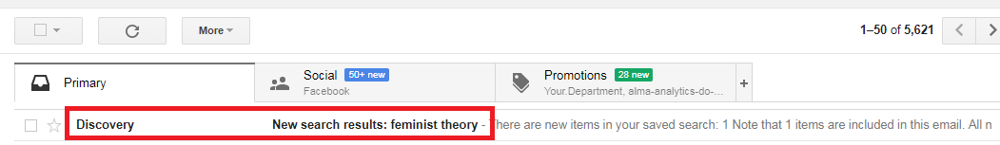 More
1–50 of 5,621
Primary
Social 50+ new
Facebook
Promotions 28 new
Your.Department, alma-analytics-do-...
+
Discovery New search results: feminist theory - There are new items in your saved search: 1 Note that 1 items are included in this email. All n